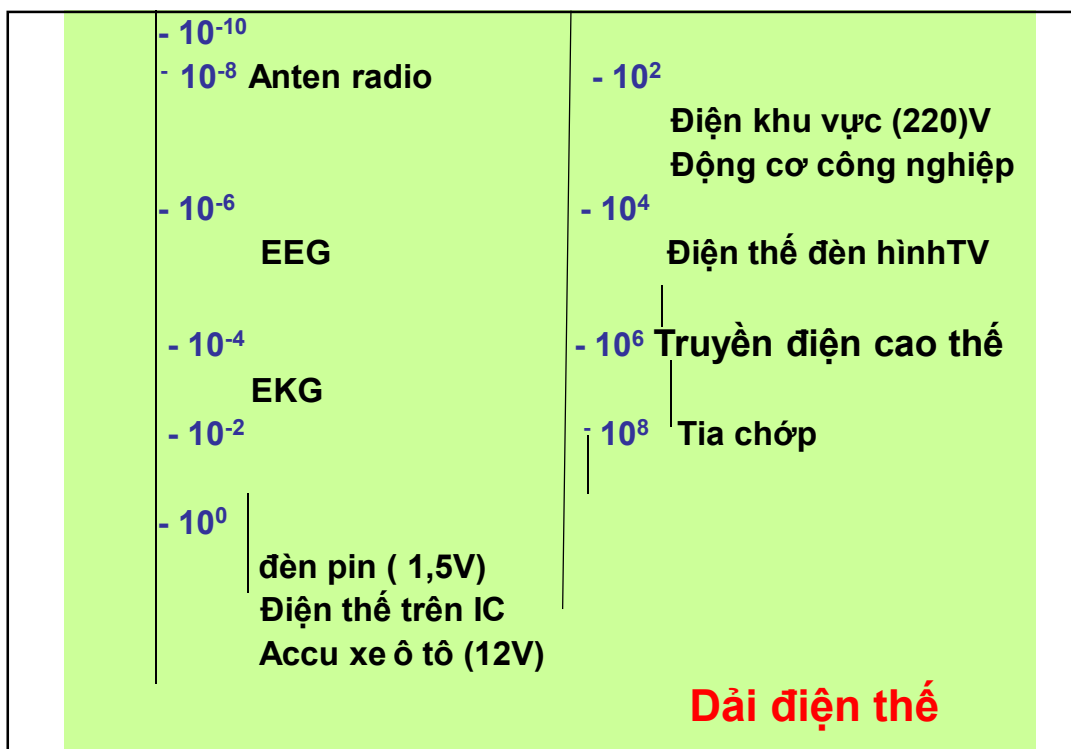 - 10⁻¹⁰
- 10⁻⁸ Anten radio
- 10⁻⁶
EEG
- 10⁻⁴
EKG
- 10⁻²
- 10⁰
đèn pin ( 1,5V)
Điện thế trên IC
Accu xe ô tô (12V)
- 10²
Điện khu vực (220)V
Động cơ công nghiệp
- 10⁴
Điện thế đèn hìnhTV
- 10⁶ Truyền điện cao thế
- 10⁸ Tia chớp
Dải điện thế